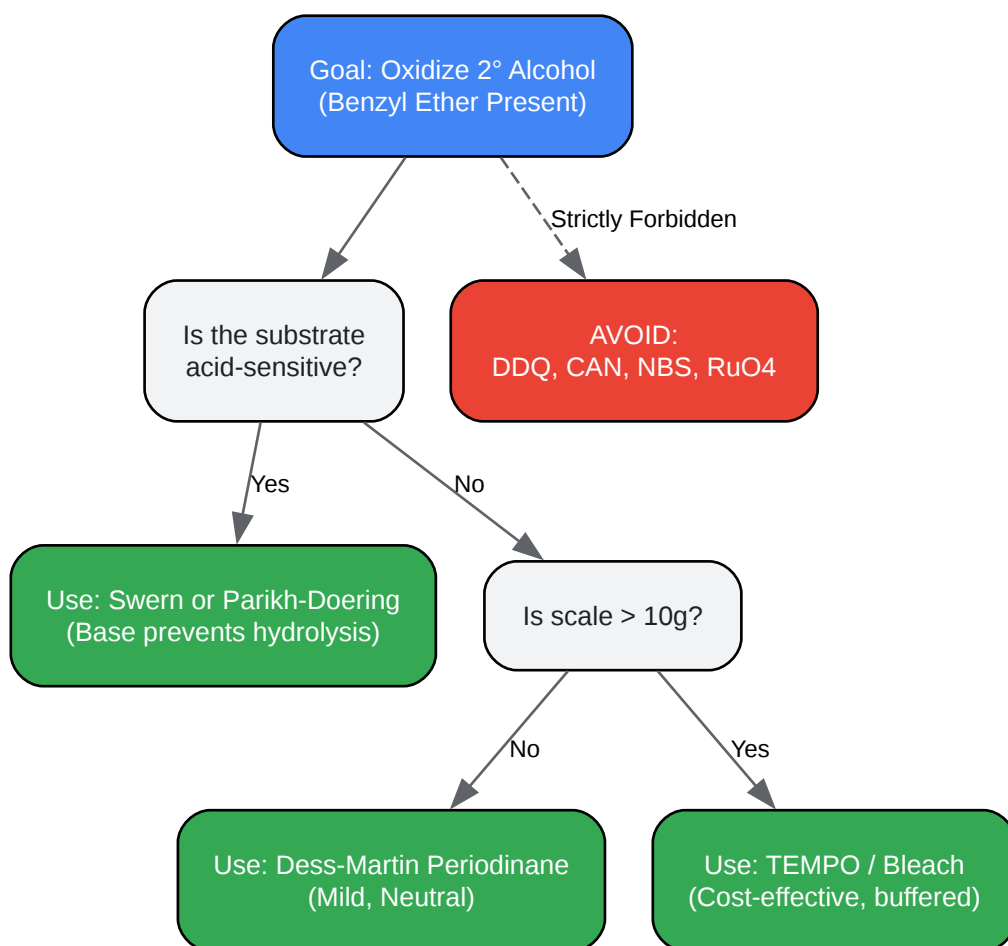 Goal: Oxidize 2° Alcohol
(Benzyl Ether Present)
Strictly Forbidden
Is the substrate
acid-sensitive?
AVOID:
DDQ, CAN, NBS, RuO4
Yes
No
Use: Swern or Parikh-Doering
(Base prevents hydrolysis)
Is scale > 10g?
No
Yes
Use: Dess-Martin Periodinane
(Mild, Neutral)
Use: TEMPO / Bleach
(Cost-effective, buffered)